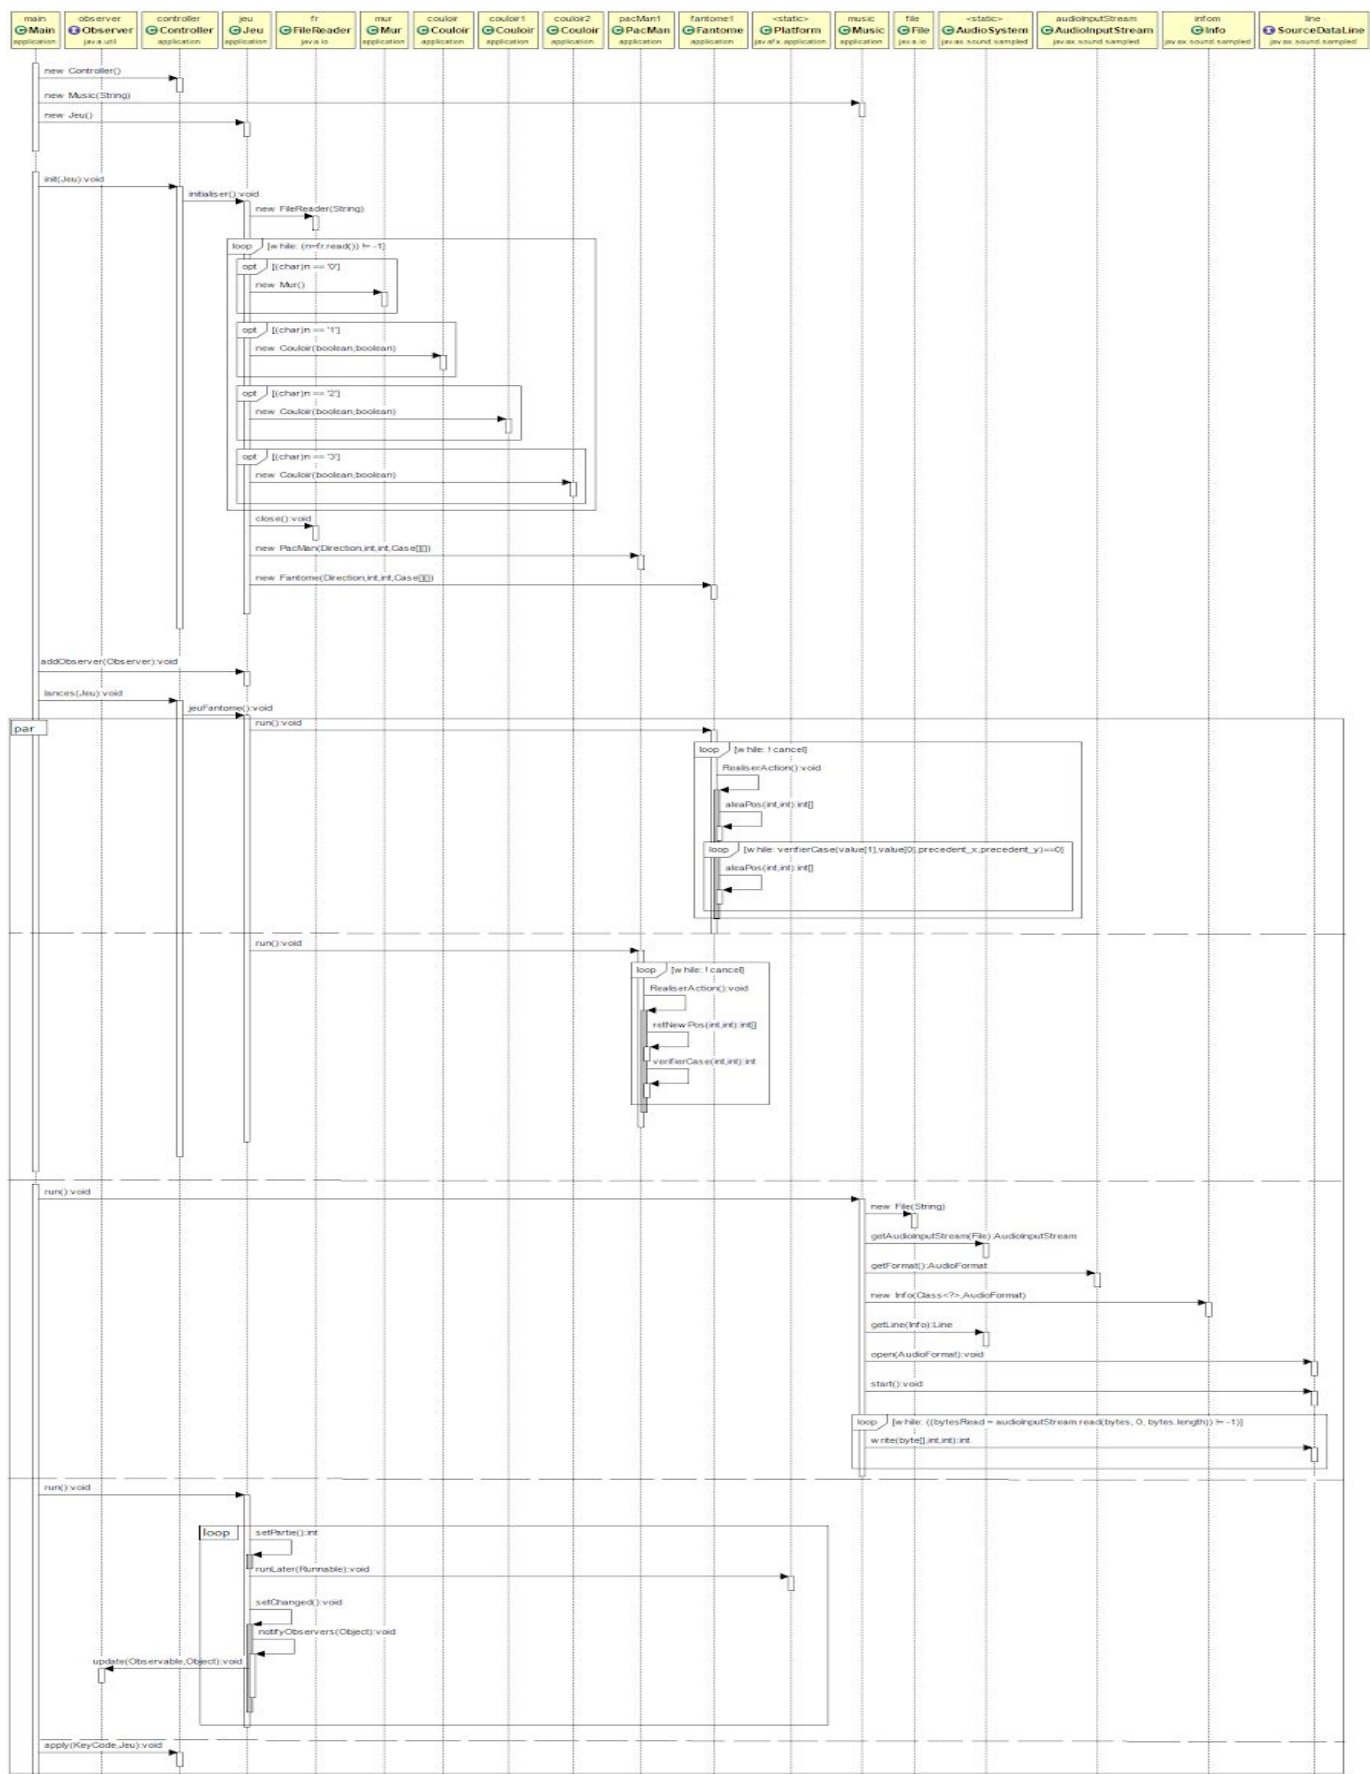 main observer controller jeu fr mur couloir couloir1 couloir2 pacMan1 fantome1 <static> music file <static> audioInputStream infom line
Main Observer Controller Jeu FileReader Mur Couloir Couloir Couloir PacMan Fantome Platform Music File AudioSystem AudioInputStream Info SourceDataLine
application java.util application application java.io application application application application application application javafx.application application java.io javax.sound.sampled javax.sound.sampled javax.sound.sampled javax.sound.sampled
new Controller()
new Music(String)
new Jeu()
init(Jeu):void
initialiser():void
new FileReader(String)
loop [while: (n=fr.read()) != -1]
opt [(char)n == '0']
new Mur()
opt [(char)n == '1']
new Couloir(boolean,boolean)
opt [(char)n == '2']
new Couloir(boolean,boolean)
opt [(char)n == '3']
new Couloir(boolean,boolean)
close():void
new PacMan(Direction,int,int,Case[][])
new Fantome(Direction,int,int,Case[][])
addObserver(Observer):void
lances(Jeu):void
jeuFantome():void
par
run():void
loop [while: ! cancel]
RealiserAction():void
aleaPos(int,int):int[]
loop [while: verifierCase(value[1],value[0],precedent_x,precedent_y)==0]
aleaPos(int,int):int[]
run():void
loop [while: ! cancel]
RealiserAction():void
retNewPos(int,int):int[]
verifierCase(int,int):int
run():void
new File(String)
getAudioInputStream(File):AudioInputStream
getFormat():AudioFormat
new Info(Class<?>,AudioFormat)
getLine(Info):Line
open(AudioFormat):void
start():void
loop [while: ((bytesRead = audioInputStream.read(bytes, 0, bytes.length)) != -1)]
write(byte[],int,int):int
run():void
loop setPartie():int
runLater(Runnable):void
setChanged():void
notifyObservers(Object):void
update(Observable,Object):void
apply(KeyCode,Jeu):void